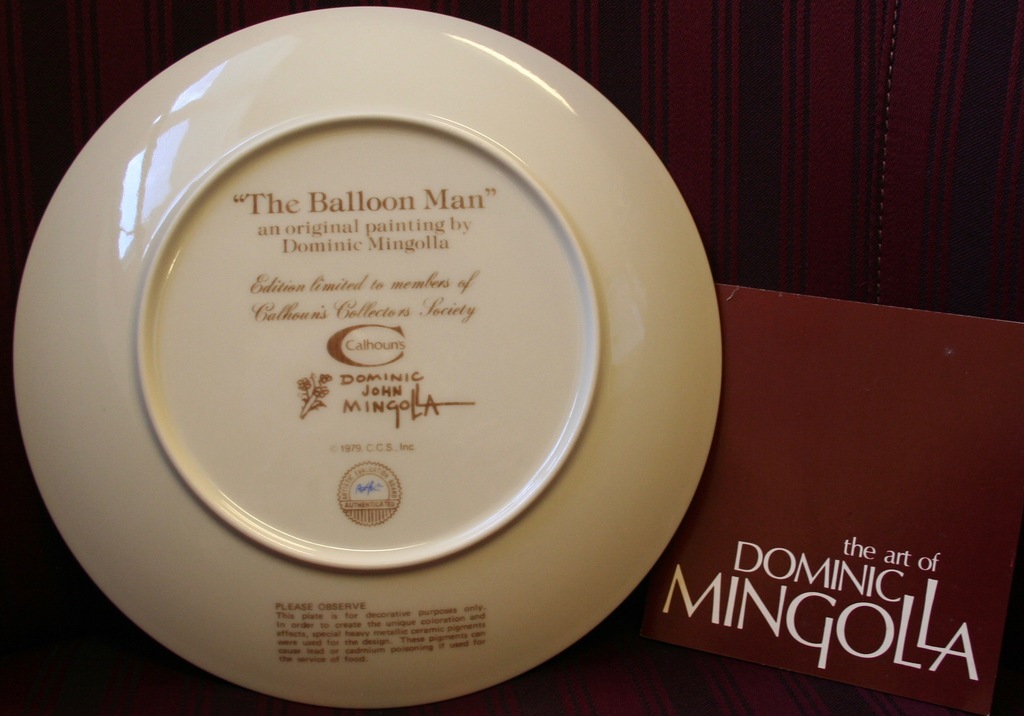 “The Balloon Man”
an original painting by
Dominic Mingolla
Edition limited to members of
Calhoun's Collectors Society
Calhoun's
DOMINIC
JOHN
MINGOLLA
© 1979, C.C.S., Inc.
AUTHENTICATED
PLEASE OBSERVE
This plate is for decorative purposes only.
In order to create the unique coloration and
effects, special heavy metallic ceramic pigments
were used for the design. These pigments can
cause lead or cadmium poisoning if used for
the service of food.
the art of
DOMINIC
MINGOLLA